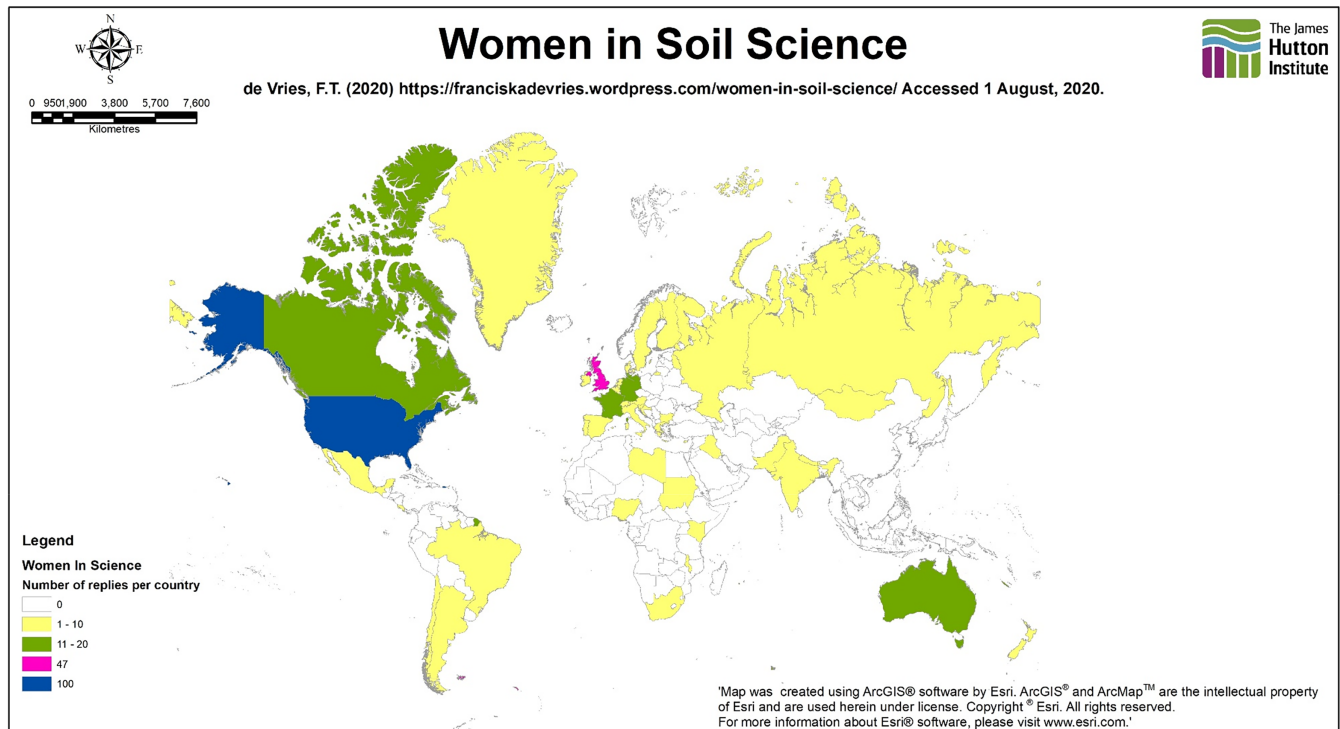 N
W E
S
0 9501,900 3,800 5,700 7,600
Kilometres
Women in Soil Science
de Vries, F.T. (2020) https://franciskadevries.wordpress.com/women-in-soil-science/ Accessed 1 August, 2020.
The James
Hutton
Institute
Legend
Women In Science
Number of replies per country
0
1 - 10
11 - 20
47
100
'Map was created using ArcGIS® software by Esri. ArcGIS® and ArcMap™ are the intellectual property
of Esri and are used herein under license. Copyright ® Esri. All rights reserved.
For more information about Esri® software, please visit www.esri.com.'